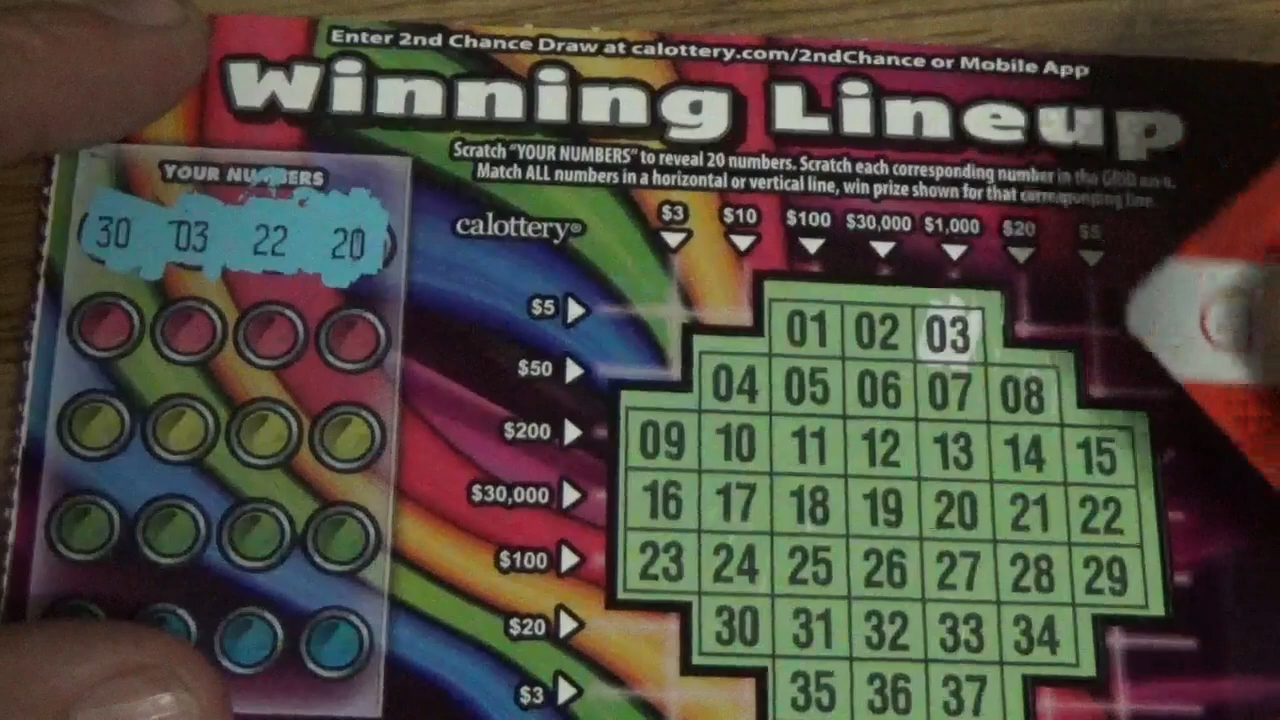 Enter 2nd Chance Draw at calottery.com/2ndChance or Mobile App
Winning Lineup
Scratch "YOUR NUMBERS" to reveal 20 numbers. Scratch each corresponding number in the GRID area.
Match ALL numbers in a horizontal or vertical line, win prize shown for that corresponding line.
YOUR NUMBERS
30 03 22 20
calottery®
$3 $10 $100 $30,000 $1,000 $20 $5
$5 01 02 03
$50 04 05 06 07 08
$200 09 10 11 12 13 14 15
$30,000 16 17 18 19 20 21 22
$100 23 24 25 26 27 28 29
$20 30 31 32 33 34
$3 35 36 37